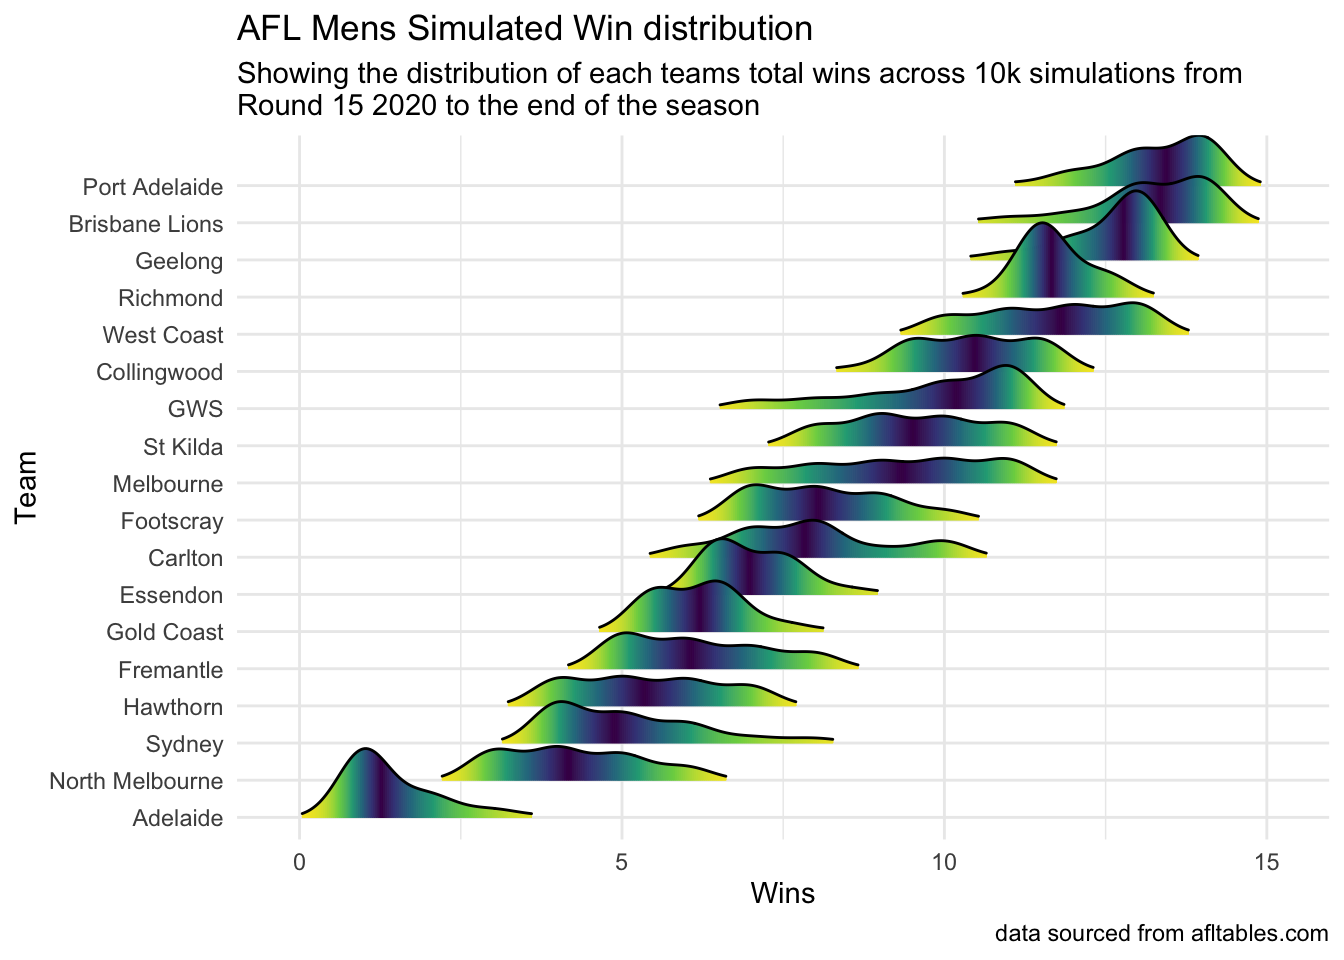 AFL Mens Simulated Win distribution
Showing the distribution of each teams total wins across 10k simulations from
Round 15 2020 to the end of the season
Team
Port Adelaide
Brisbane Lions
Geelong
Richmond
West Coast
Collingwood
GWS
St Kilda
Melbourne
Footscray
Carlton
Essendon
Gold Coast
Fremantle
Hawthorn
Sydney
North Melbourne
Adelaide
0 5 10 15
Wins
data sourced from afltables.com